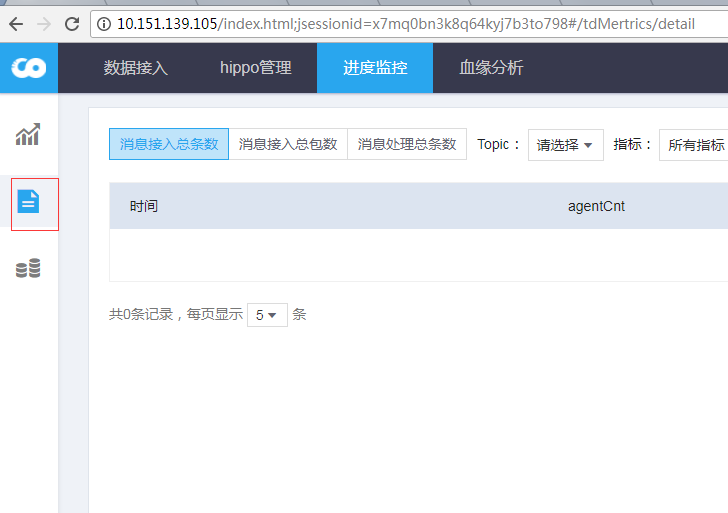 10.151.139.105/index.html;jsessionid=x7mq0bn3k8q64kyj7b3to798#/tdMertrics/detail
数据接入 hippo管理 进度监控 血缘分析
消息接入总条数 消息接入总包数 消息处理总条数 Topic： 请选择 指标： 所有指标
时间 agentCnt
共0条记录，每页显示 5 条